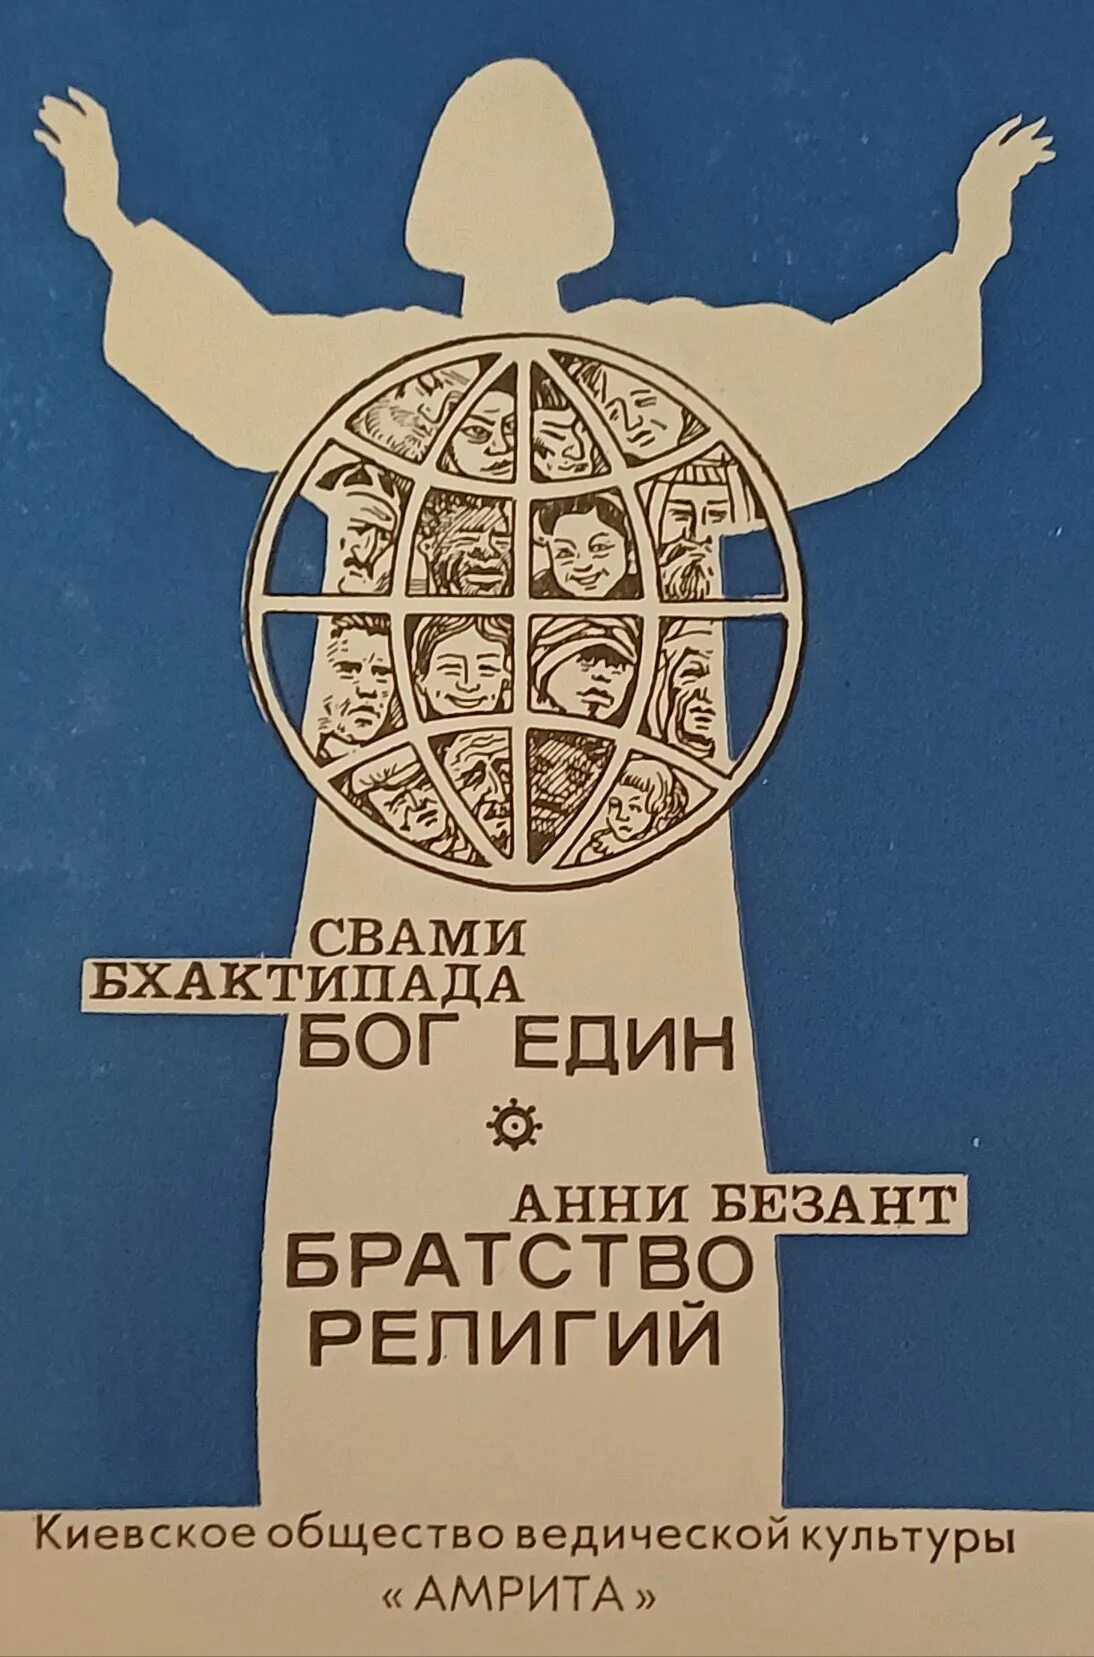 СВАМИ
БХАКТИПАДА
БОГ ЕДИН
АННИ БЕЗАНТ
БРАТСТВО
РЕЛИГИЙ
Киевское общество ведической культуры
« АМРИТА »